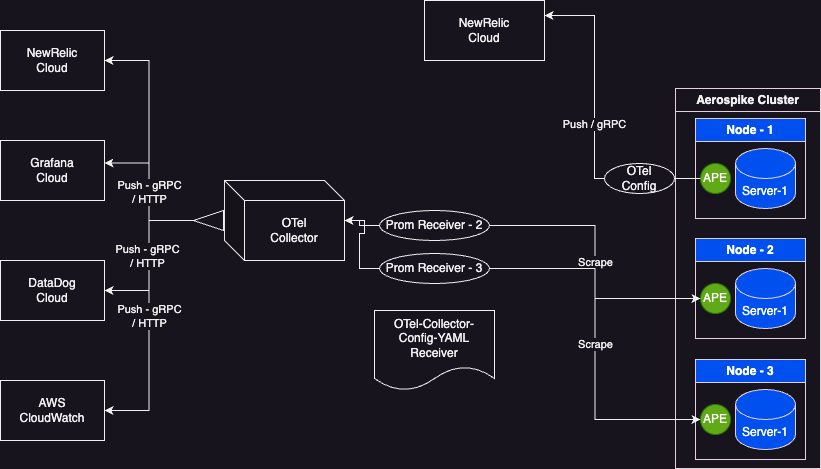 NewRelic
Cloud
NewRelic
Cloud
Push / gRPC
Aerospike Cluster
Node - 1
APE
Server-1
OTel
Config
Grafana
Cloud
Push - gRPC
/ HTTP
OTel
Collector
Prom Receiver - 2
Prom Receiver - 3
Scrape
Node - 2
APE
Server-1
Push - gRPC
/ HTTP
DataDog
Cloud
Push - gRPC
/ HTTP
OTel-Collector-
Config-YAML
Receiver
Scrape
Node - 3
APE
Server-1
AWS
CloudWatch